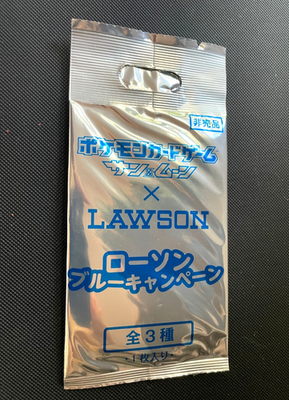 非売品
ポケモンカードゲーム
サン&ムーン
×
LAWSON
ローソン
ブルーキャンペーン
全3種
・1枚入り・